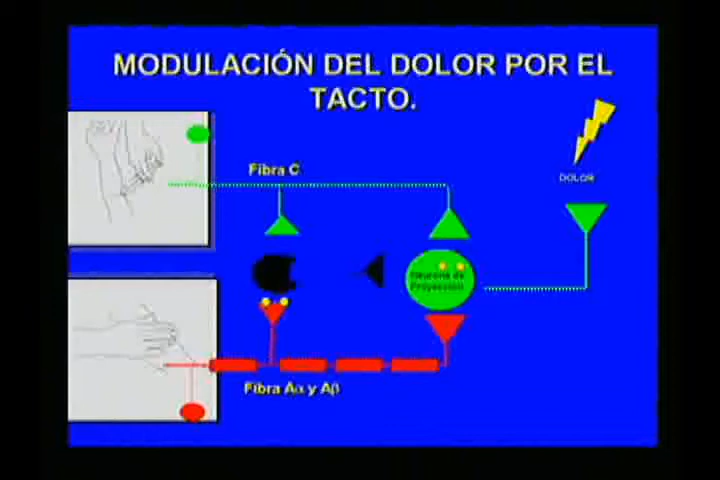 MODULACIÓN DEL DOLOR POR EL
TACTO.
Fibra C
DOLOR
Neurona de
Proyección
Fibra Aα y Aβ